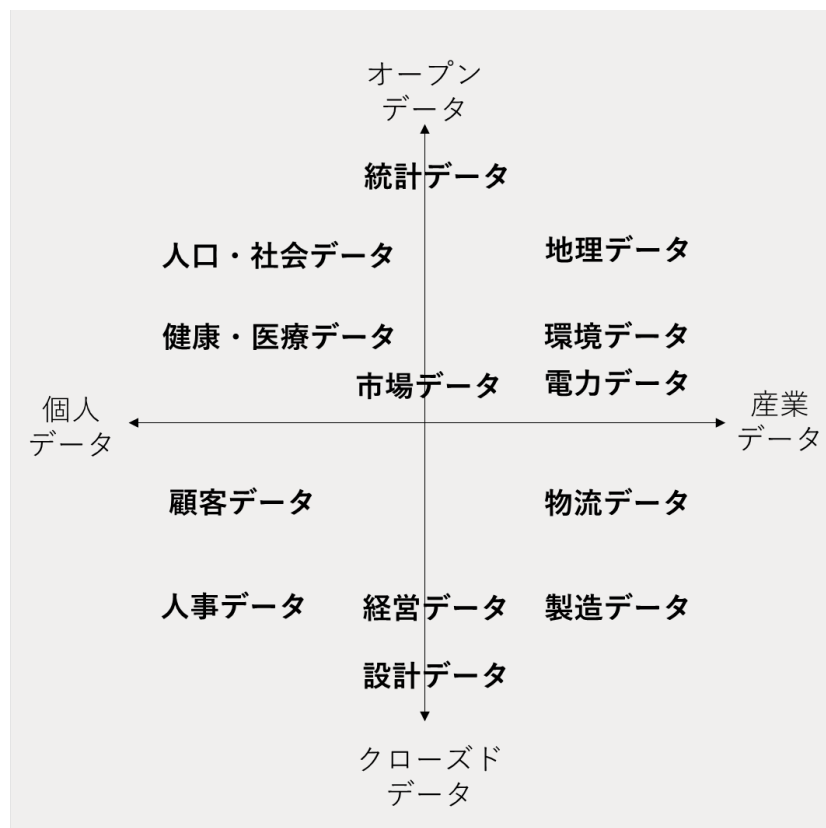 オープン
データ
統計データ
人口・社会データ
地理データ
健康・医療データ
環境データ
市場データ
電力データ
個人
データ
産業
データ
顧客データ
物流データ
人事データ
経営データ
製造データ
設計データ
クローズド
データ